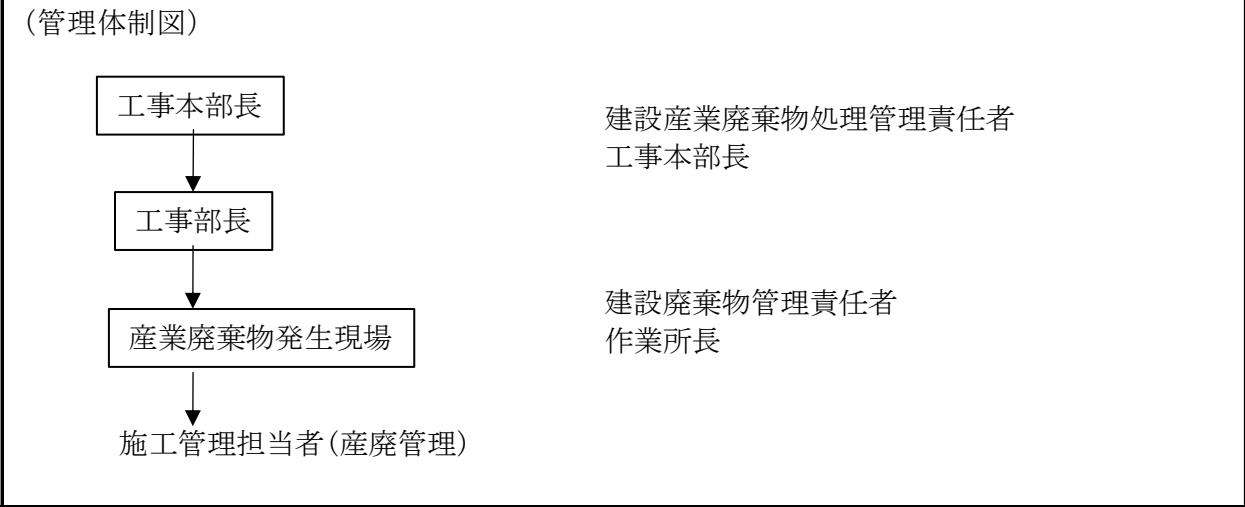 （管理体制図）
工事本部長
建設産業廃棄物処理管理責任者
工事本部長
工事部長
産業廃棄物発生現場
建設廃棄物管理責任者
作業所長
施工管理担当者（産廃管理）